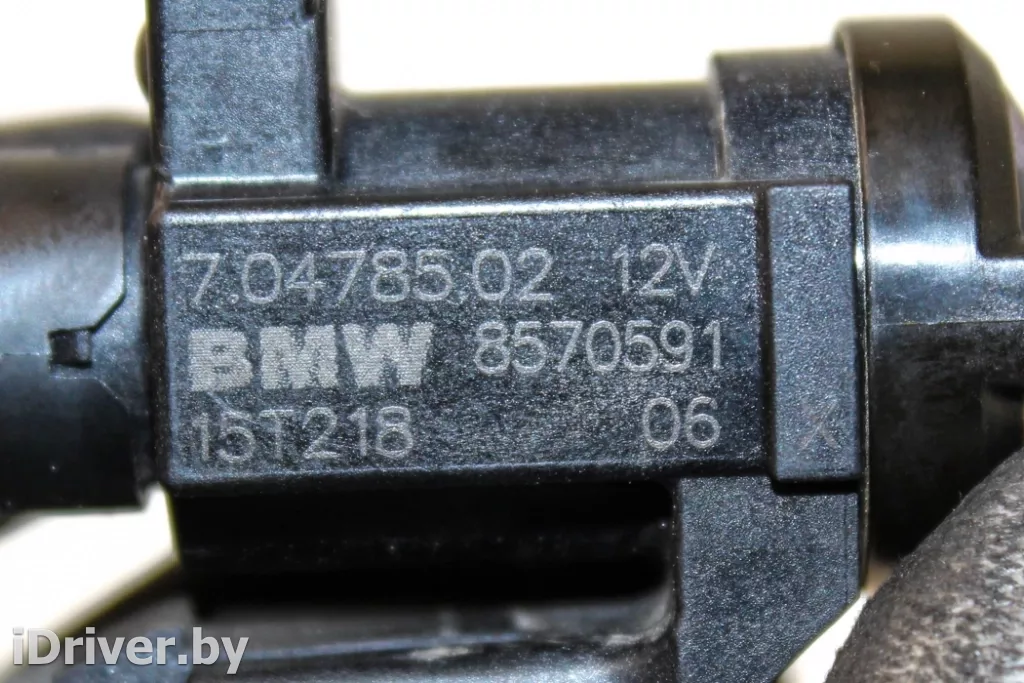 7.04785.02 12V
BMW 8570591
15T218 06 X
iDriver.by